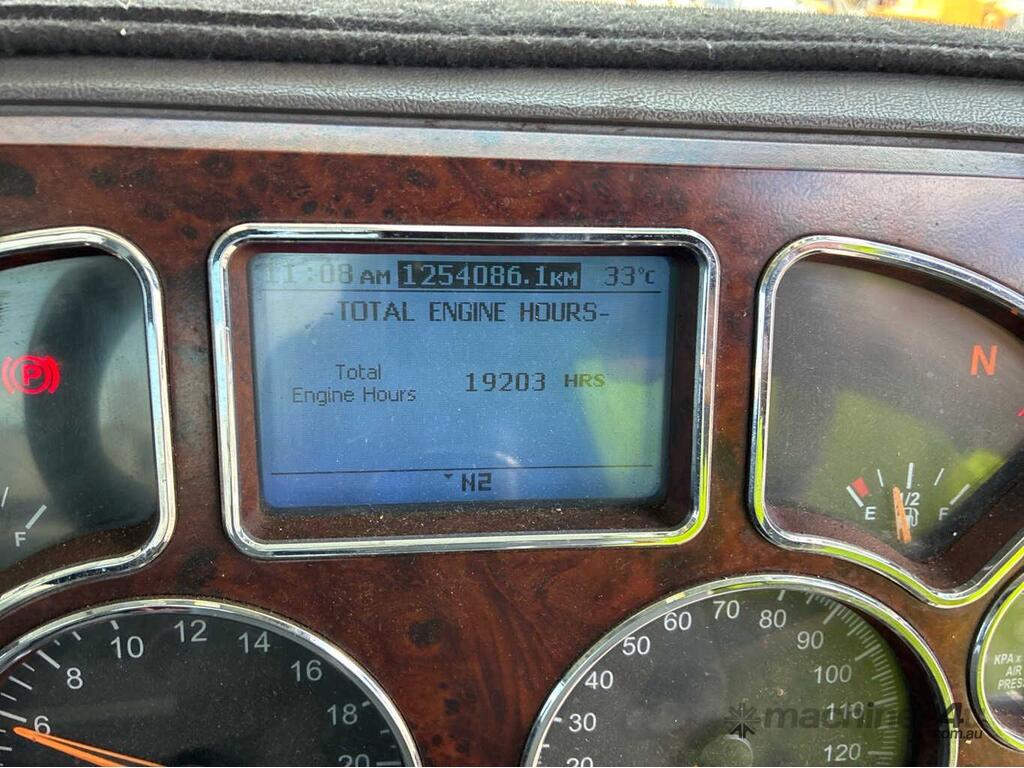 11:08 AM 1254086.1KM 33°C
-TOTAL ENGINE HOURS-
Total
Engine Hours 19203 HRS
N2
P
F
N
E 1/2 F
6 8 10 12 14 16 18 20
20 30 40 50 60 70 80 90 100 110 120
KPA x
AIR
PRES
machines4u
.com.au